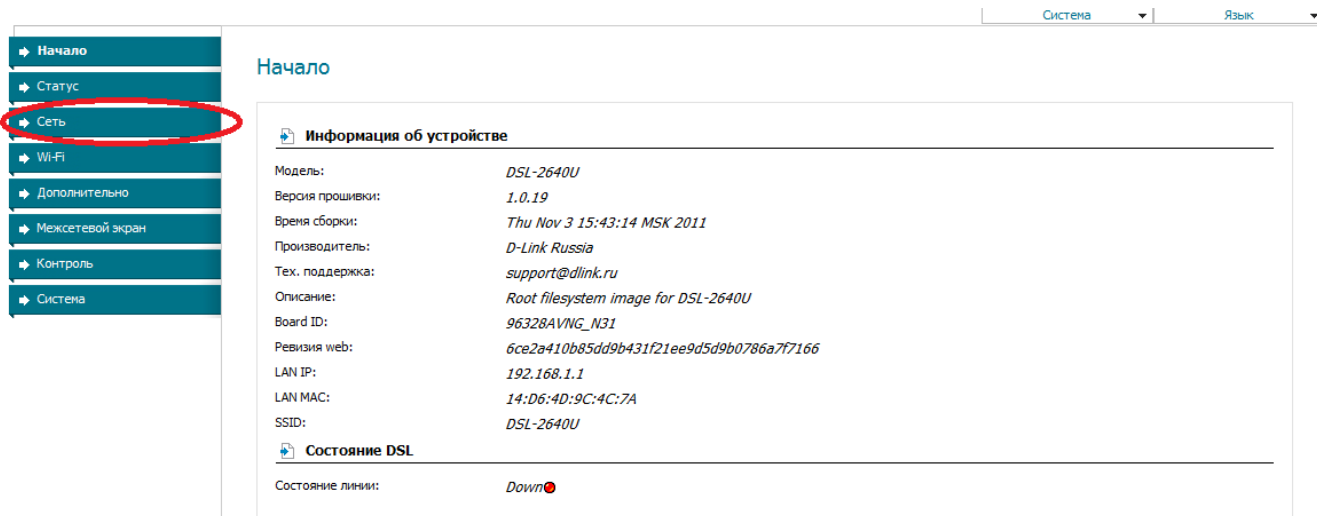 Система Язык
Начало
Статус
Сеть
Wi-Fi
Дополнительно
Межсетевой экран
Контроль
Система
Начало
Информация об устройстве
Модель: DSL-2640U
Версия прошивки: 1.0.19
Время сборки: Thu Nov 3 15:43:14 MSK 2011
Производитель: D-Link Russia
Тех. поддержка: support@dlink.ru
Описание: Root filesystem image for DSL-2640U
Board ID: 96328AVNG_N31
Ревизия web: 6ce2a410b85dd9b431f21ee9d5d9b0786a7f7166
LAN IP: 192.168.1.1
LAN MAC: 14:D6:4D:9C:4C:7A
SSID: DSL-2640U
Состояние DSL
Состояние линии: Down